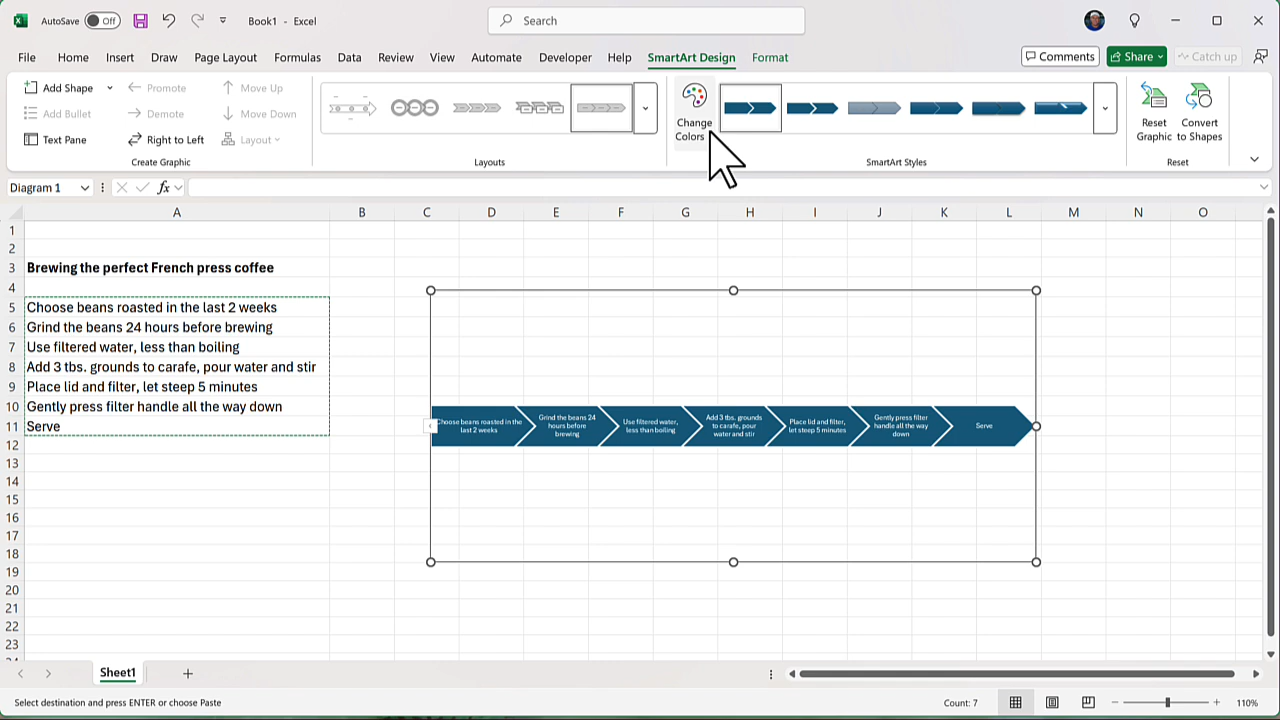 AutoSave Off Book1 - Excel Search
File Home Insert Draw Page Layout Formulas Data Review View Automate Developer Help SmartArt Design Format Comments Share Catch up
Add Shape Promote Move Up
Add Bullet Demote Move Down
Text Pane Right to Left Layout
Create Graphic
Layouts
Change
Colors
SmartArt Styles
Reset
Graphic
Convert
to Shapes
Reset
Diagram 1 fx
A B C D E F G H I J K L M N O
1
2
3 Brewing the perfect French press coffee
4
5 Choose beans roasted in the last 2 weeks
6 Grind the beans 24 hours before brewing
7 Use filtered water, less than boiling
8 Add 3 tbs. grounds to carafe, pour water and stir
9 Place lid and filter, let steep 5 minutes
10 Gently press filter handle all the way down
11 Serve
12
13
14
15
16
17
18
19
20
21
22
23
Choose beans roasted in the
last 2 weeks
Grind the beans 24
hours before
brewing
Use filtered water,
less than boiling
Add 3 tbs. grounds
to carafe, pour
water and stir
Place lid and filter,
let steep 5 minutes
Gently press filter
handle all the way
down
Serve
Sheet1
Select destination and press ENTER or choose Paste Count: 7 110%